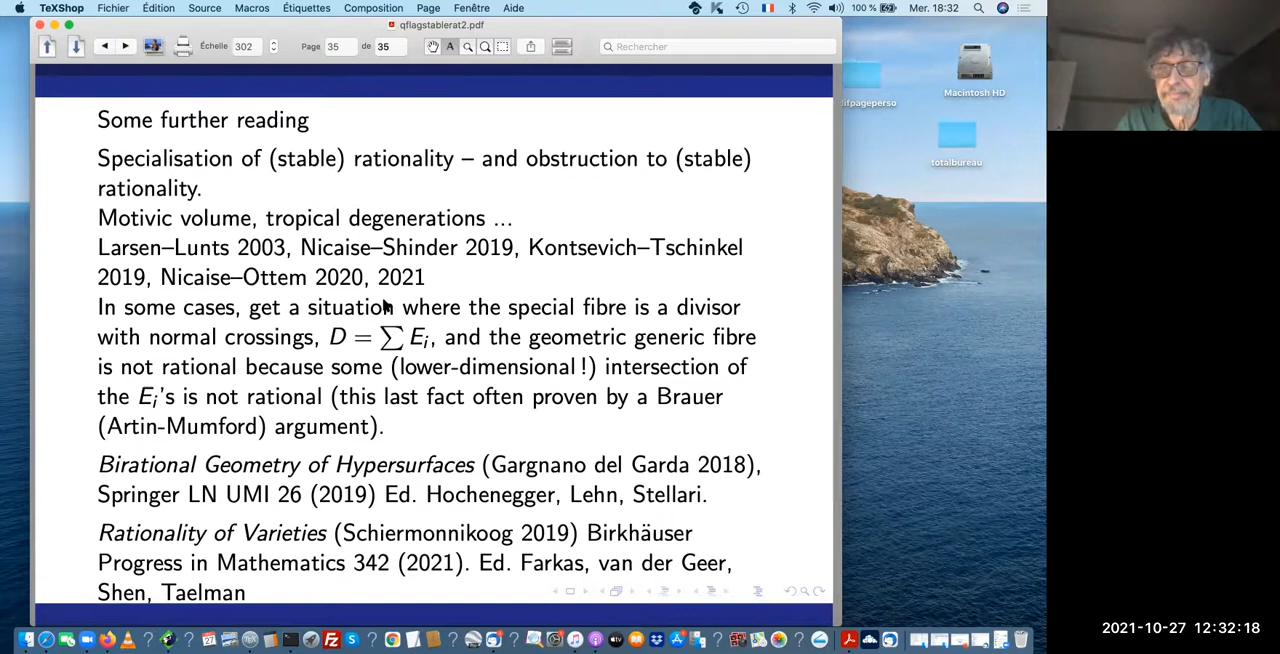 TeXShop Fichier Édition Source Macros Étiquettes Composition Page Fenêtre Aide 100 % Mer. 18:32
qflagstablerat2.pdf
Échelle 302 Page 35 de 35 Rechercher
Macintosh HD
lifpageperso
totalbureau
Some further reading
Specialisation of (stable) rationality – and obstruction to (stable)
rationality.
Motivic volume, tropical degenerations ...
Larsen–Lunts 2003, Nicaise–Shinder 2019, Kontsevich–Tschinkel
2019, Nicaise–Ottem 2020, 2021
In some cases, get a situation where the special fibre is a divisor
with normal crossings, D = ∑ Eᵢ, and the geometric generic fibre
is not rational because some (lower-dimensional !) intersection of
the Eᵢ's is not rational (this last fact often proven by a Brauer
(Artin-Mumford) argument).
Birational Geometry of Hypersurfaces (Gargnano del Garda 2018),
Springer LN UMI 26 (2019) Ed. Hochenegger, Lehn, Stellari.
Rationality of Varieties (Schiermonnikoog 2019) Birkhäuser
Progress in Mathematics 342 (2021). Ed. Farkas, van der Geer,
Shen, Taelman
2021-10-27 12:32:18